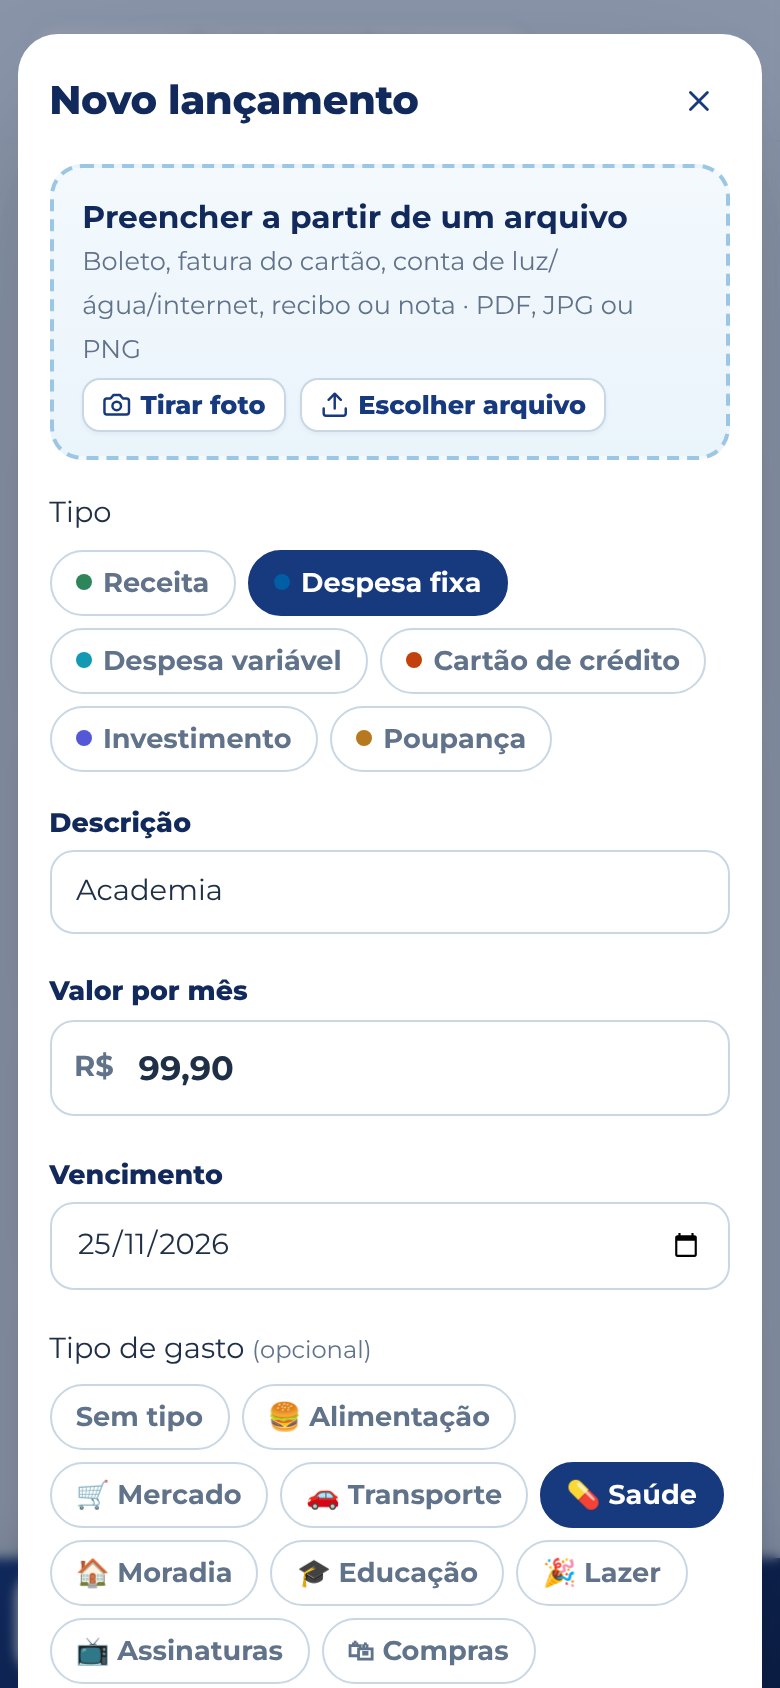 Novo lançamento
Preencher a partir de um arquivo
Boleto, fatura do cartão, conta de luz/
água/internet, recibo ou nota · PDF, JPG ou
PNG
Tirar foto
Escolher arquivo
Tipo
Receita
Despesa fixa
Despesa variável
Cartão de crédito
Investimento
Poupança
Descrição
Academia
Valor por mês
R$ 99,90
Vencimento
25/11/2026
Tipo de gasto (opcional)
Sem tipo
Alimentação
Mercado
Transporte
Saúde
Moradia
Educação
Lazer
Assinaturas
Compras